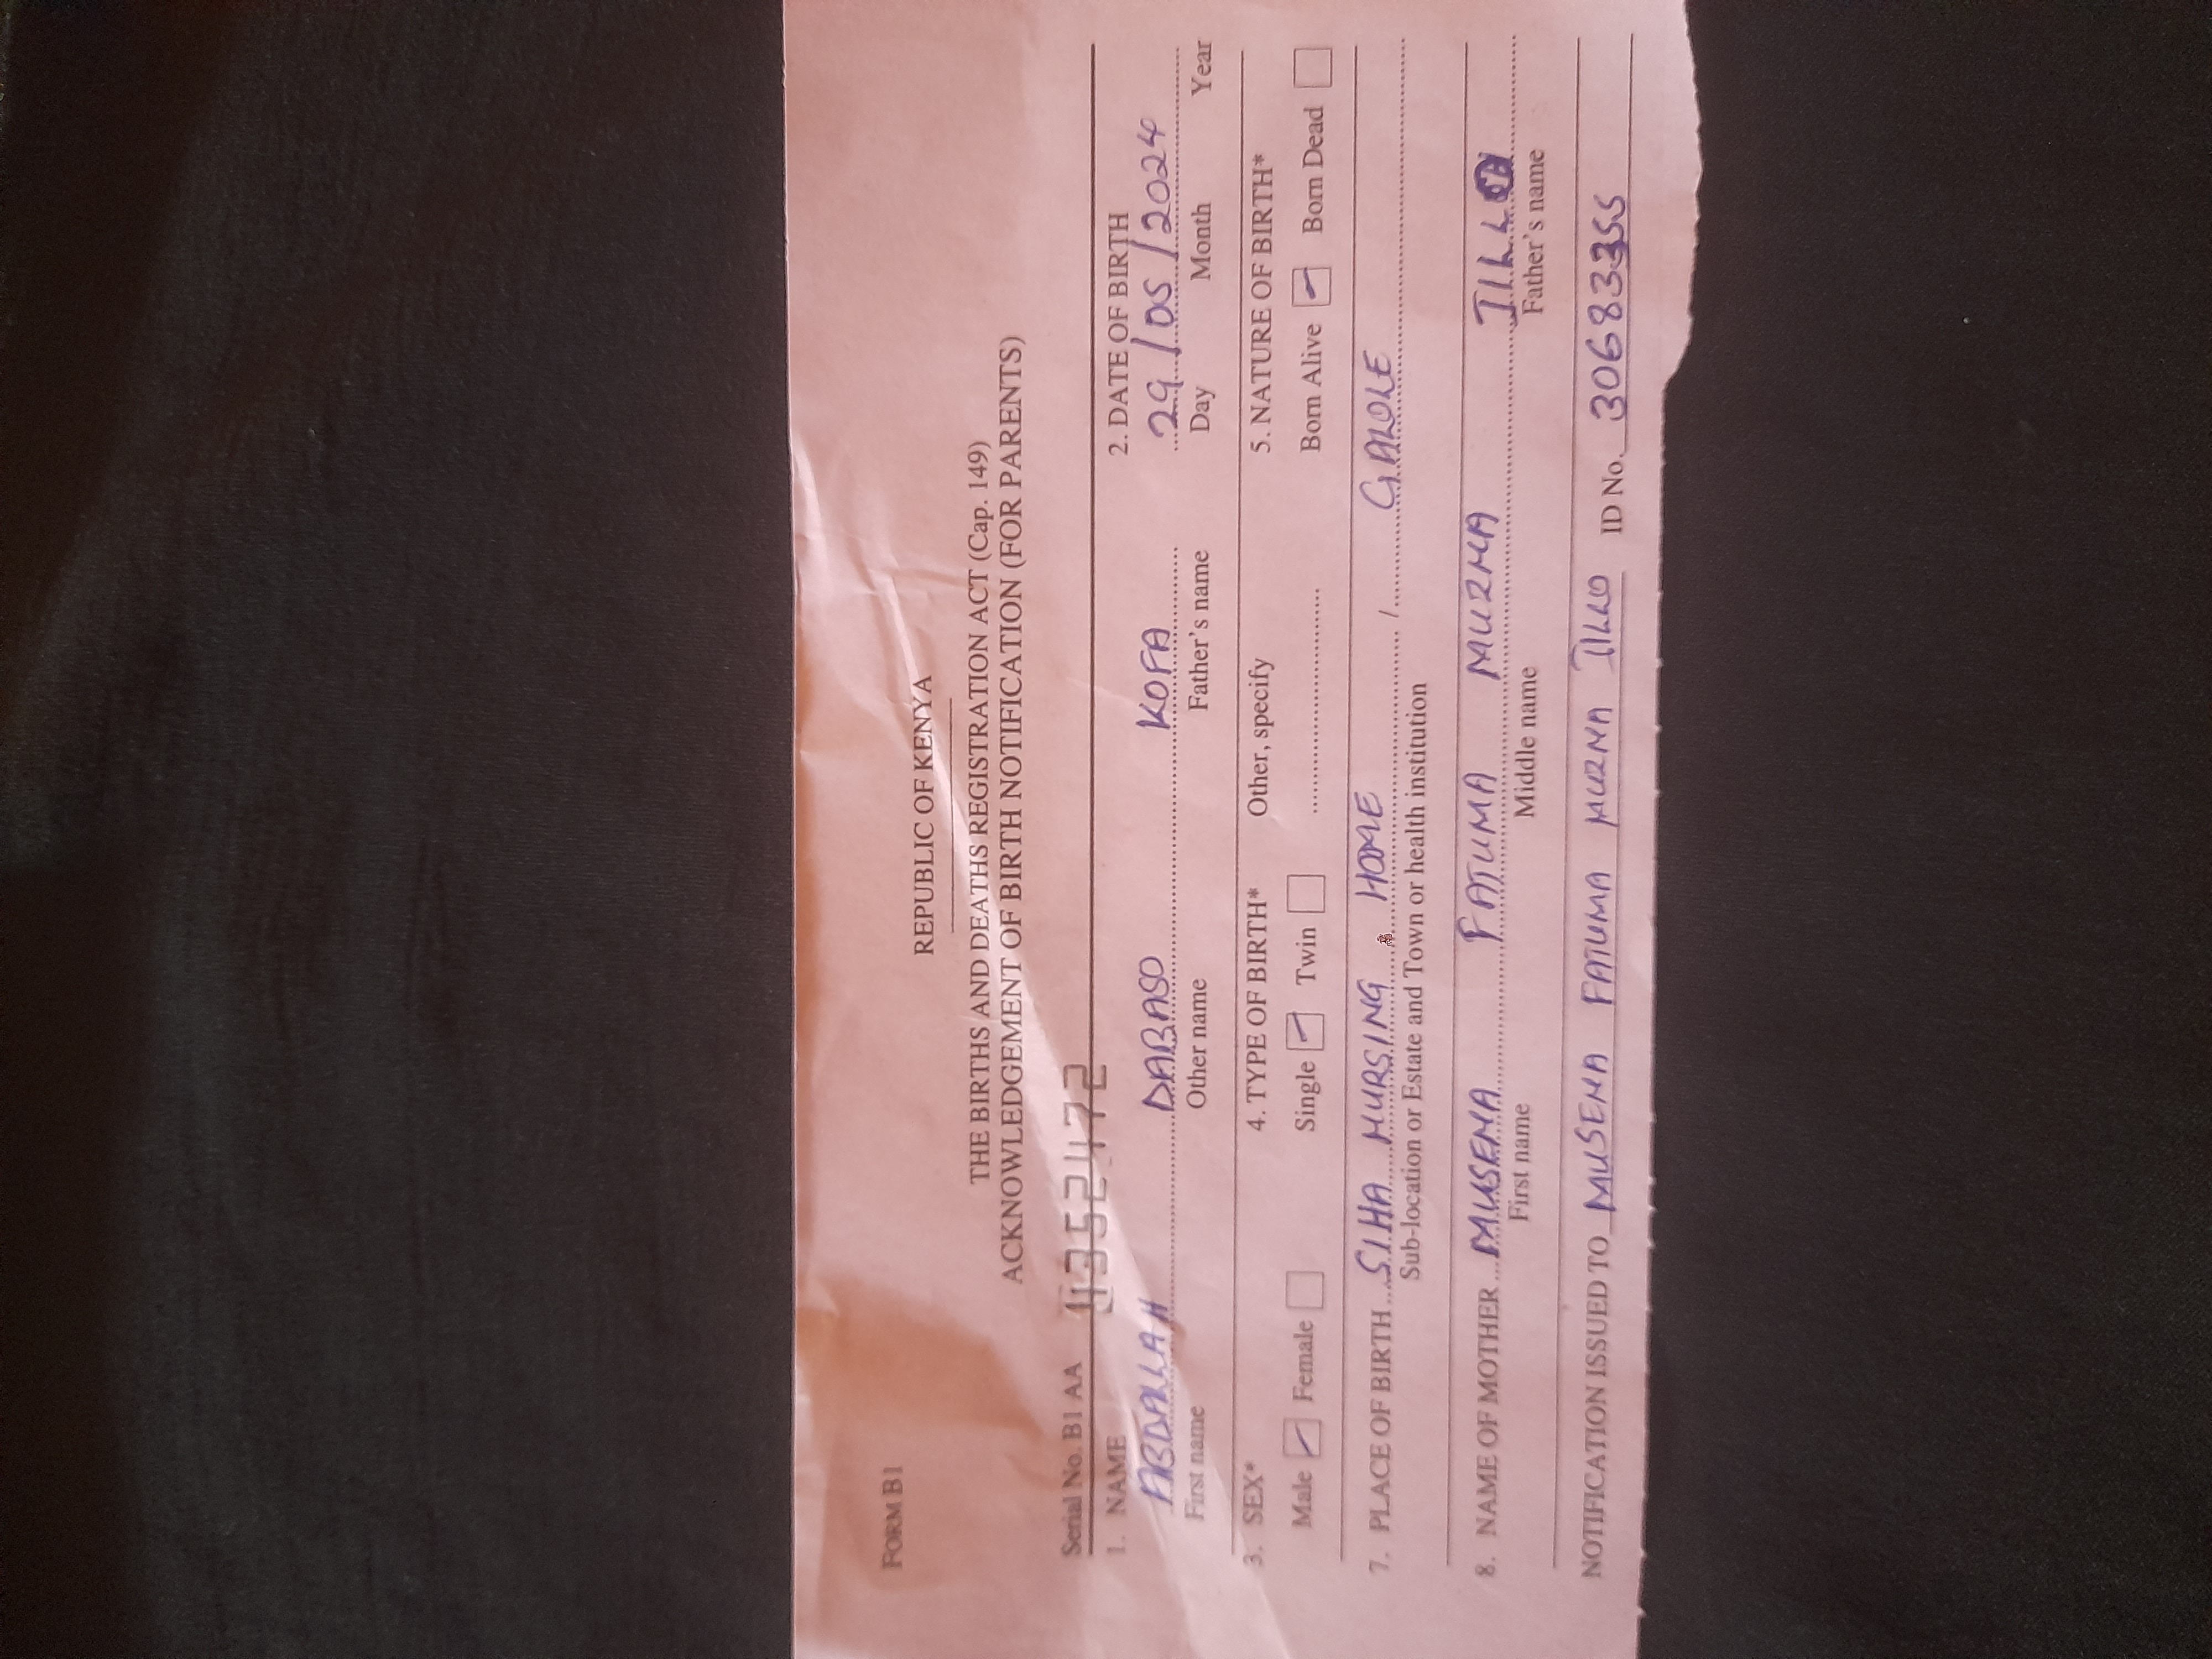 FORM B1
REPUBLIC OF KENYA
THE BIRTHS AND DEATHS REGISTRATION ACT (Cap. 149)
ACKNOWLEDGEMENT OF BIRTH NOTIFICATION (FOR PARENTS)
Serial No. B1 AA 4352472
1. NAME 2. DATE OF BIRTH
ABDALLAH DABASO KOFA 29/05/2024
First name Other name Father's name Day Month Year
3. SEX* 4. TYPE OF BIRTH* Other, specify 5. NATURE OF BIRTH*
Male Female Single Twin Born Alive Born Dead
7. PLACE OF BIRTH SIHA NURSING HOME / GALOLE
Sub-location or Estate and Town or health institution
8. NAME OF MOTHER MUSENA FATUMA MUZNA
First name Middle name Father's name
NOTIFICATION ISSUED TO MUSENA FATUMA MUZNA JILLO ID No. 30683355